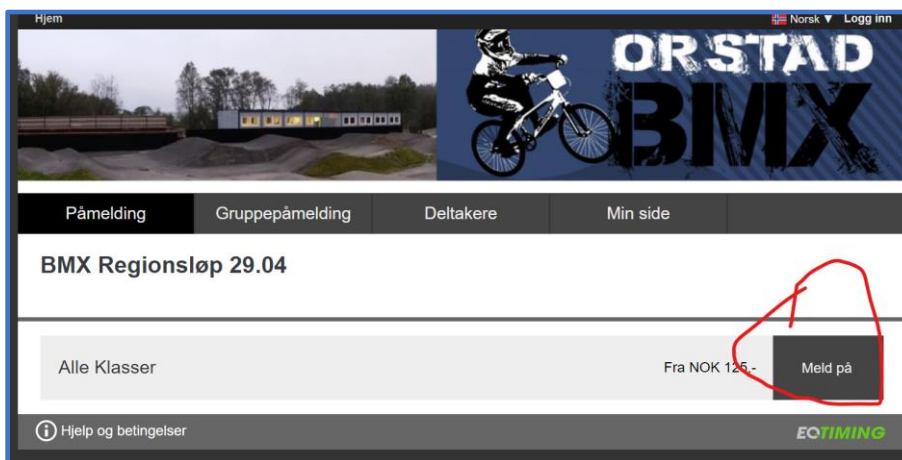 Hjem
Norsk ▼ Logg inn
ORSTAD
BMX
Påmelding Gruppepåmelding Deltakere Min side
BMX Regionsløp 29.04
Alle Klasser Fra NOK 125,- Meld på
Hjelp og betingelser
EQTIMING